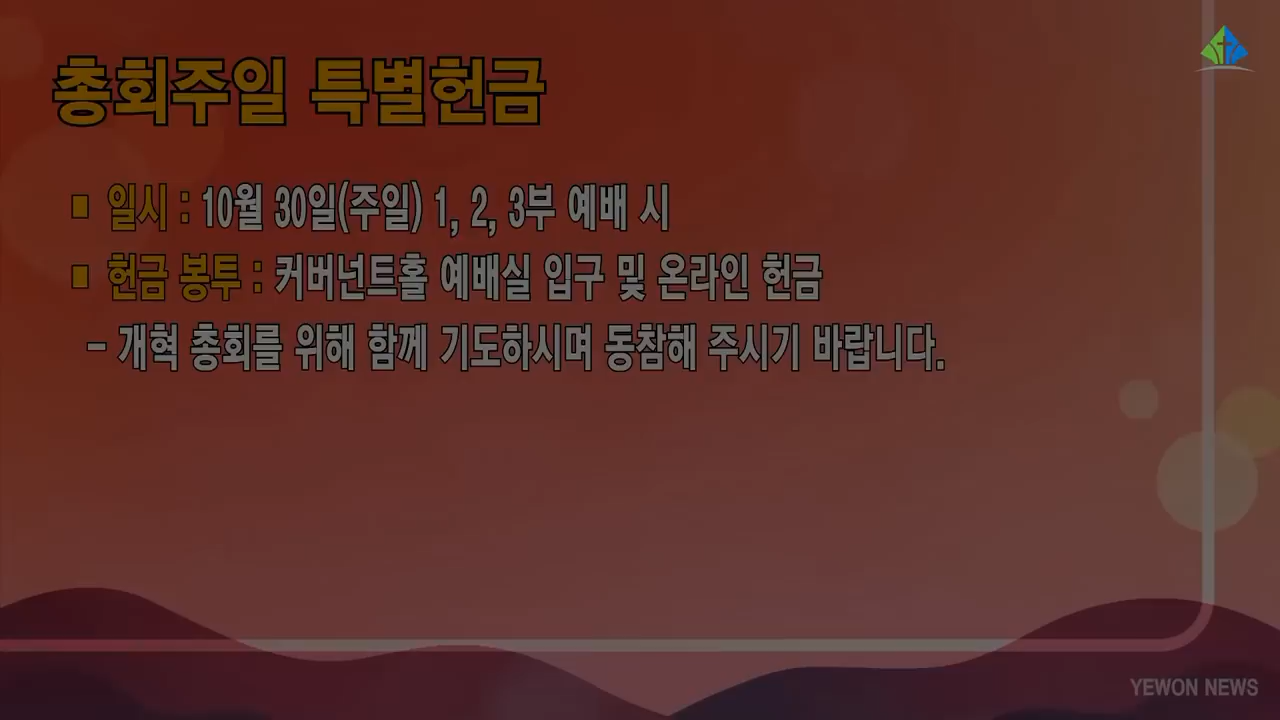 총회주일 특별헌금
■ 일시 : 10월 30일(주일) 1, 2, 3부 예배 시
■ 헌금 봉투 : 커버넌트홀 예배실 입구 및 온라인 헌금
- 개혁 총회를 위해 함께 기도하시며 동참해 주시기 바랍니다.
YEWON NEWS